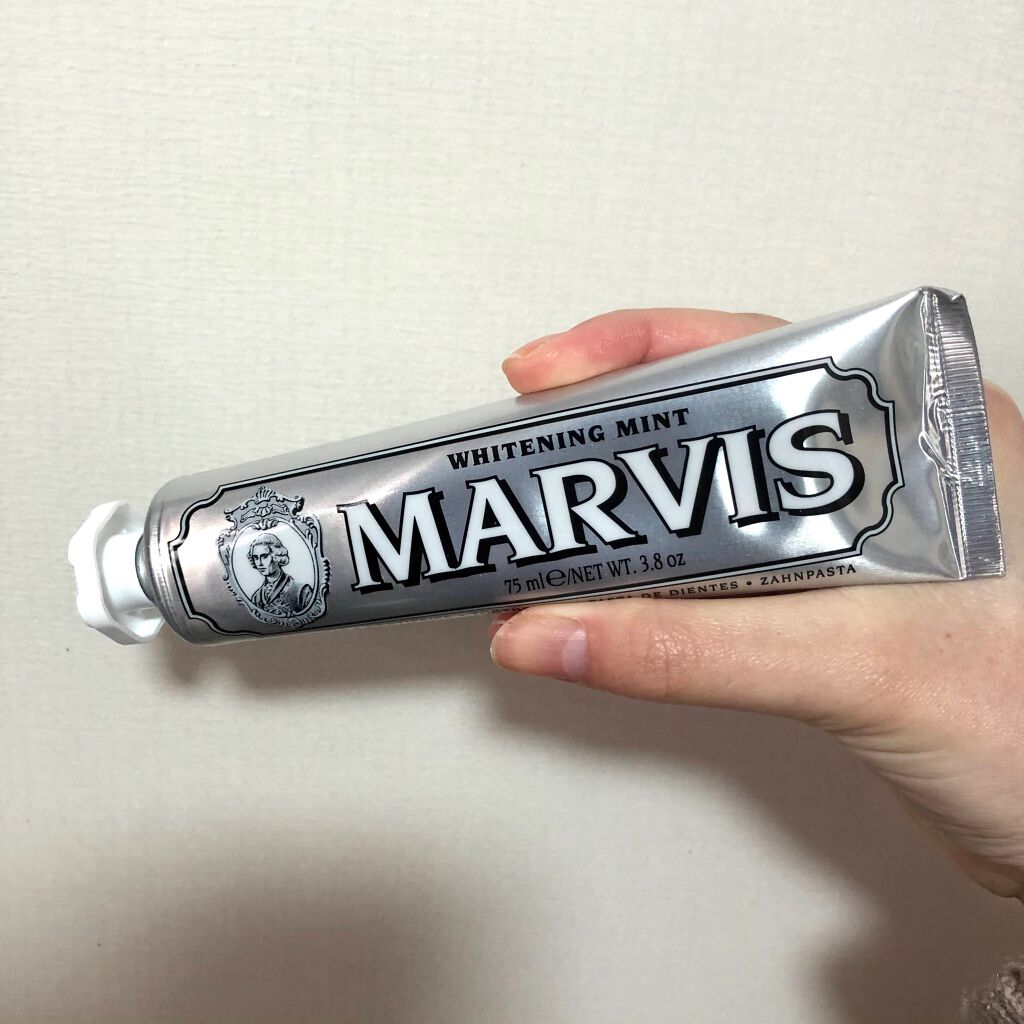 WHITENING MINT
MARVIS
75 ml℮/NET WT. 3.8 oz
DE DIENTES • ZAHNPASTA